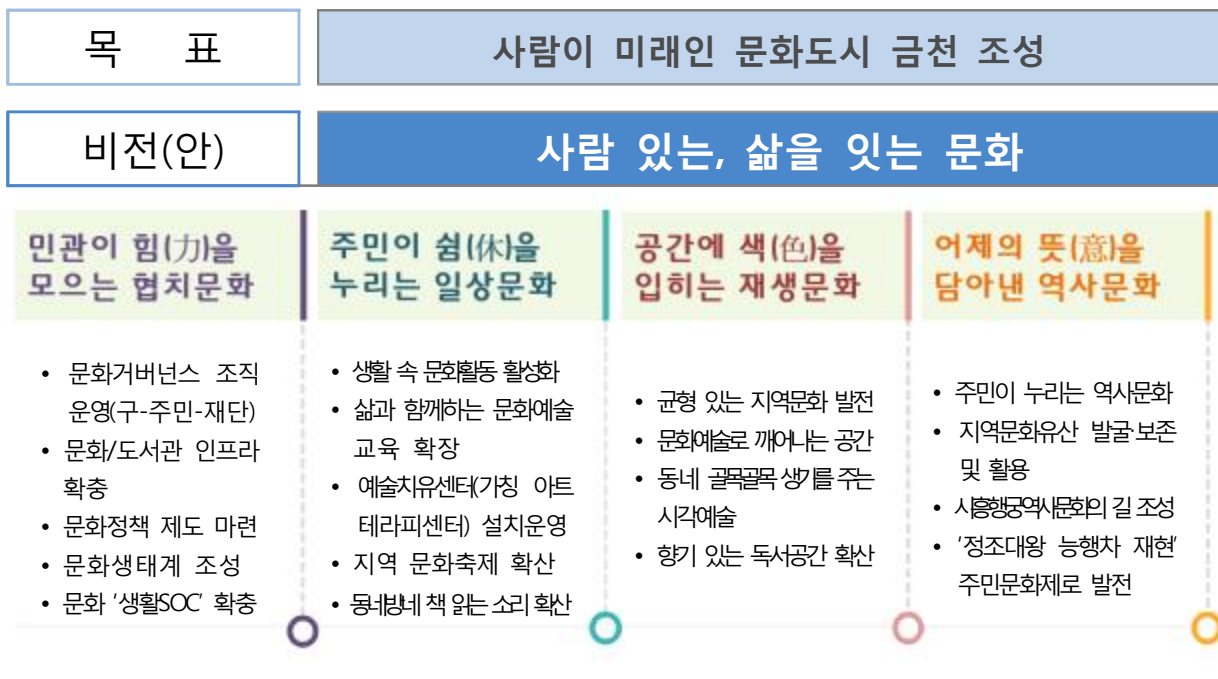 목 표
사람이 미래인 문화도시 금천 조성
비전(안)
사람 있는, 삶을 잇는 문화
민관이 힘(力)을
모으는 협치문화
• 문화거버넌스 조직
운영(구-주민-재단)
• 문화/도서관 인프라
확충
• 문화정책 제도 마련
• 문화생태계 조성
• 문화 ‘생활SOC’ 확충
주민이 쉼(休)을
누리는 일상문화
• 생활 속 문화활동 활성화
• 삶과 함께하는 문화예술
교육 확장
• 예술치유센터(가칭 아트
테라피센터) 설치운영
• 지역 문화축제 확산
• 동네방네 책 읽는 소리 확산
공간에 색(色)을
입히는 재생문화
• 균형 있는 지역문화 발전
• 문화예술로 깨어나는 공간
• 동네 골목골목 생기를 주는
시각예술
• 향기 있는 독서공간 확산
어제의 뜻(意)을
담아낸 역사문화
• 주민이 누리는 역사문화
• 지역문화유산 발굴·보존
및 활용
• 시흥행궁역사문화의 길 조성
• ‘정조대왕 능행차 재현’
주민문화제로 발전